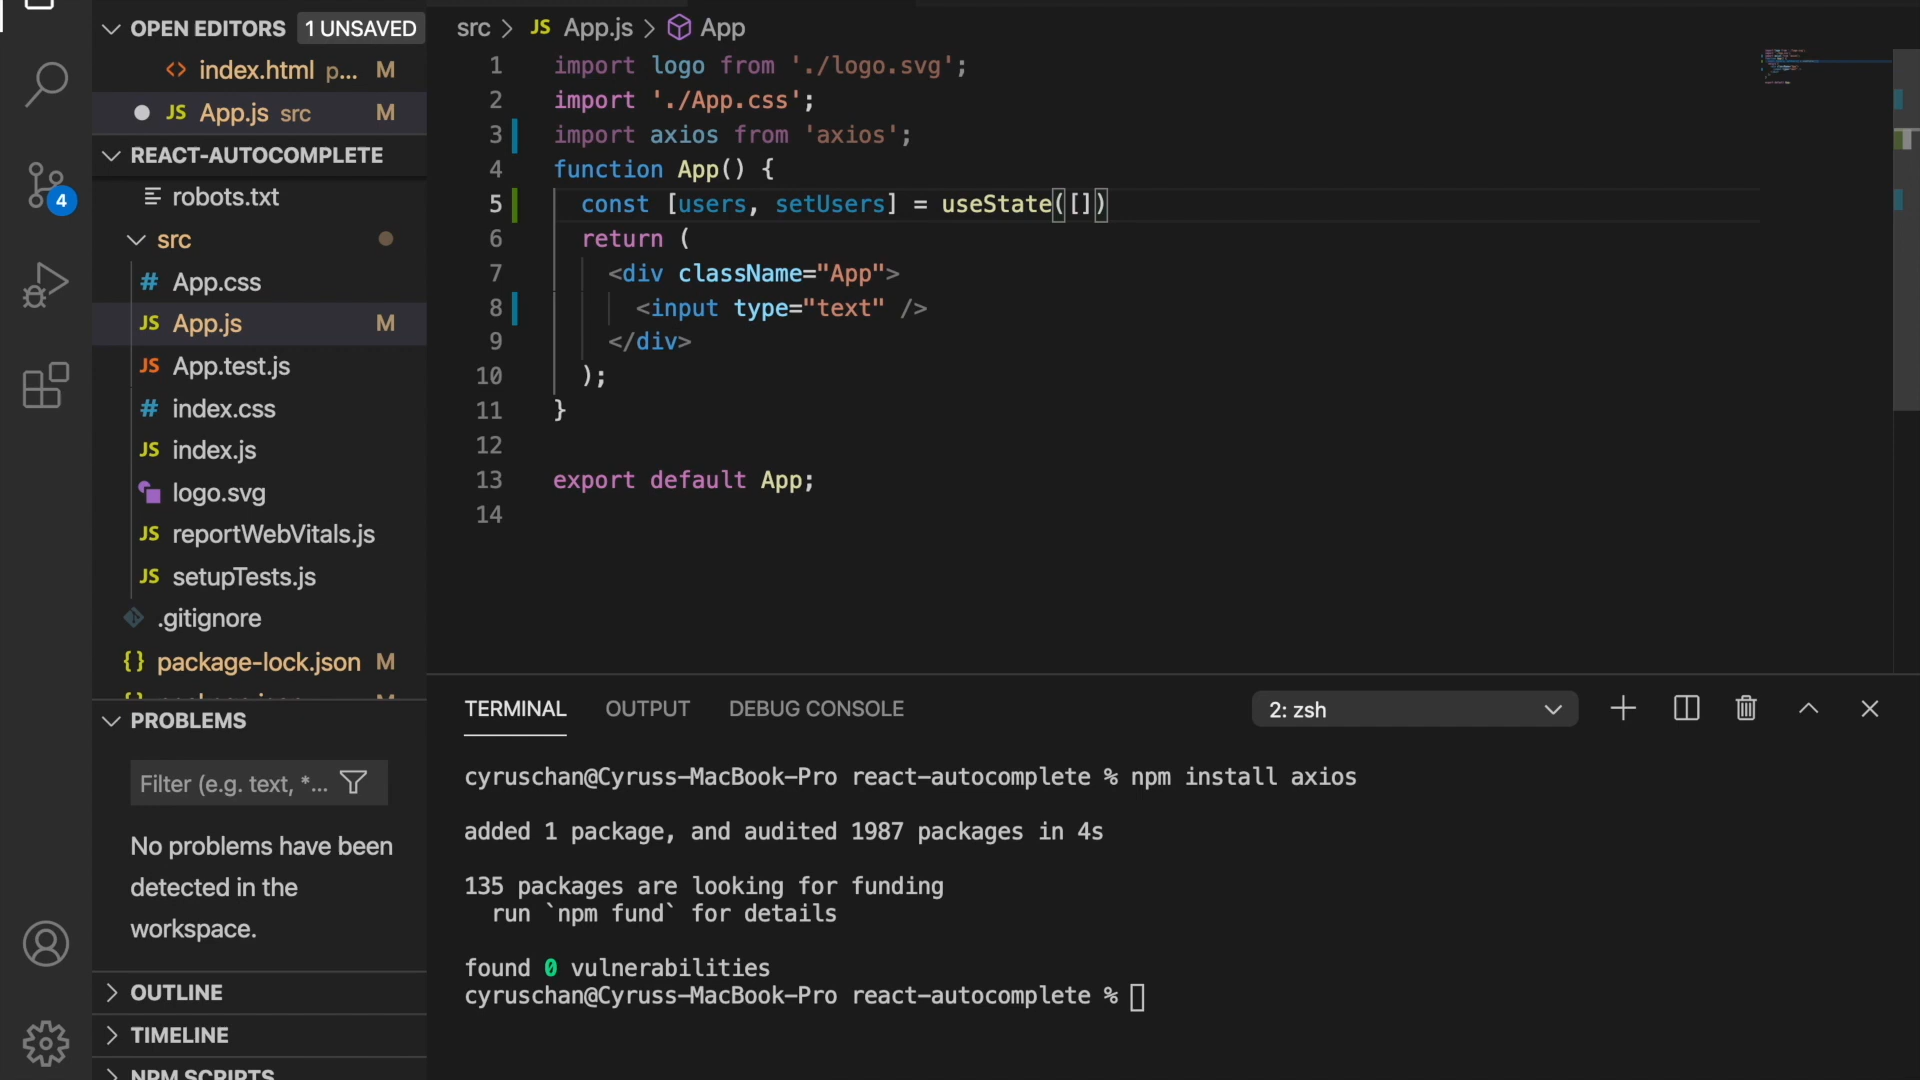 OPEN EDITORS 1 UNSAVED
<> index.html p... M
JS App.js src M
REACT-AUTOCOMPLETE
robots.txt
src
# App.css
JS App.js M
JS App.test.js
# index.css
JS index.js
logo.svg
JS reportWebVitals.js
JS setupTests.js
.gitignore
{} package-lock.json M
4
PROBLEMS
Filter (e.g. text, *...
No problems have been
detected in the
workspace.
OUTLINE
TIMELINE
NPM SCRIPTS
src > JS App.js > App
1 import logo from './logo.svg';
2 import './App.css';
3 import axios from 'axios';
4 function App() {
5 const [users, setUsers] = useState([])
6 return (
7 <div className="App">
8 <input type="text" />
9 </div>
10 );
11 }
12
13 export default App;
14
TERMINAL OUTPUT DEBUG CONSOLE 2: zsh
cyruschan@Cyruss-MacBook-Pro react-autocomplete % npm install axios
added 1 package, and audited 1987 packages in 4s
135 packages are looking for funding
run `npm fund` for details
found 0 vulnerabilities
cyruschan@Cyruss-MacBook-Pro react-autocomplete %